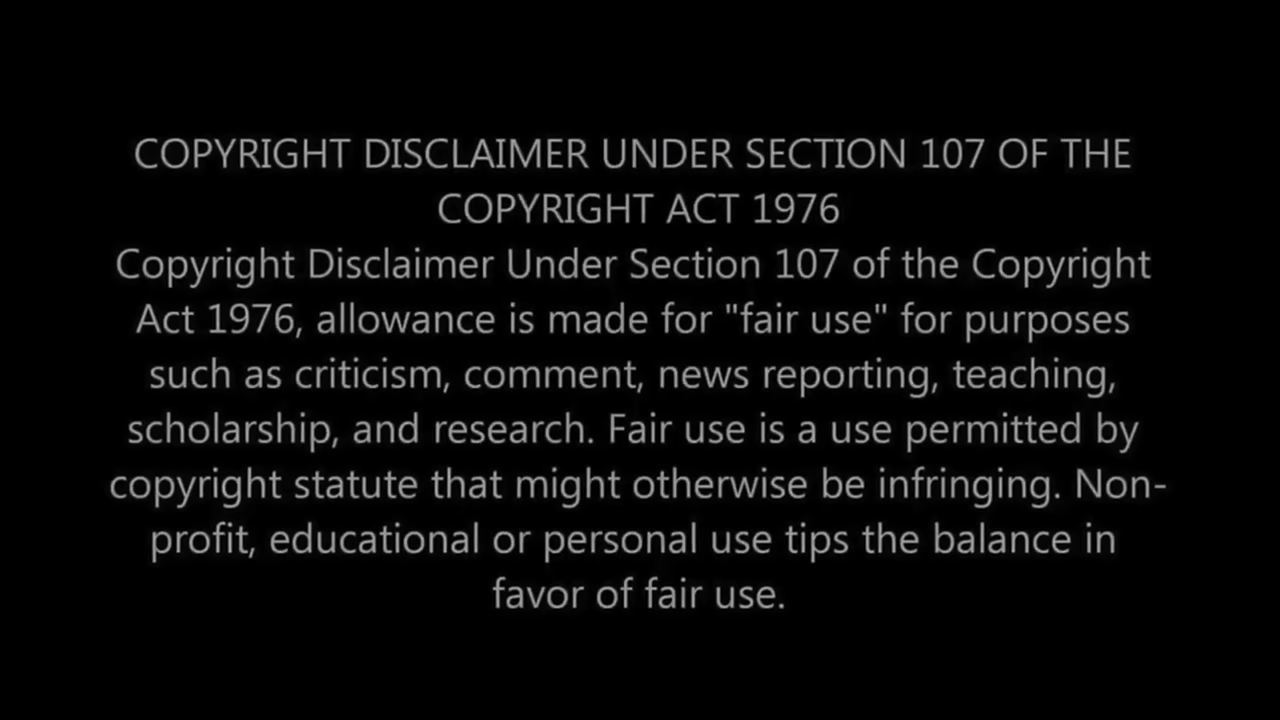 COPYRIGHT DISCLAIMER UNDER SECTION 107 OF THE
COPYRIGHT ACT 1976
Copyright Disclaimer Under Section 107 of the Copyright
Act 1976, allowance is made for "fair use" for purposes
such as criticism, comment, news reporting, teaching,
scholarship, and research. Fair use is a use permitted by
copyright statute that might otherwise be infringing. Non-
profit, educational or personal use tips the balance in
favor of fair use.